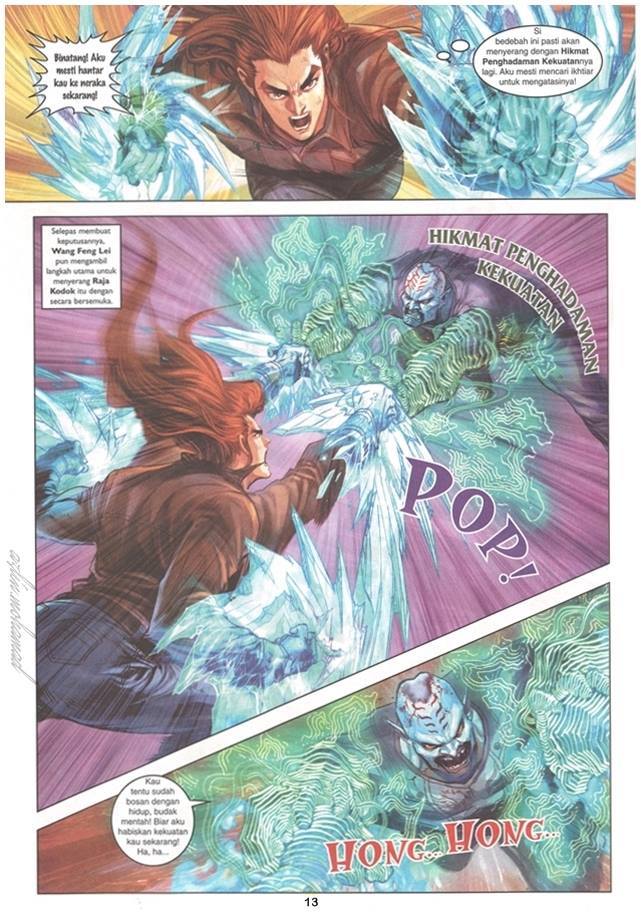 Binatang! Aku
mesti hantar
kau ke neraka
sekarang!
Si
bedebah ini pasti akan
menyerang dengan Hikmat
Penghadaman Kekuatannya
lagi. Aku mesti mencari ikhtiar
untuk mengatasinya!
Selepas membuat
keputusannya,
Wang Feng Lei
pun mengambil
langkah utama untuk
menyerang Raja
Kodok itu dengan
secara bersemuka.
HIKMAT PENGHADAMAN
KEKUATAN
POP!
Kau
tentu sudah
bosan dengan
hidup, budak
mentah! Biar aku
habiskan kekuatan
kau sekarang!
Ha, ha...
HONG... HONG...
13